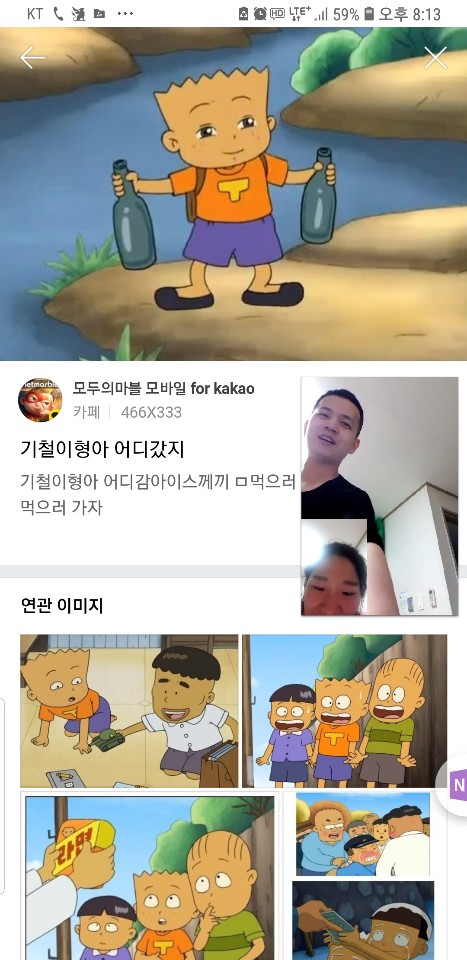 KT HD LTE+ 59% 오후 8:13
T
netmarble
모두의마블 모바일 for kakao
카페 | 466X333
기철이형아 어디갔지
기철이형아 어디감아이스께끼 ㅁ먹으러
먹으러 가자
연관 이미지
T
T
N
라면
T